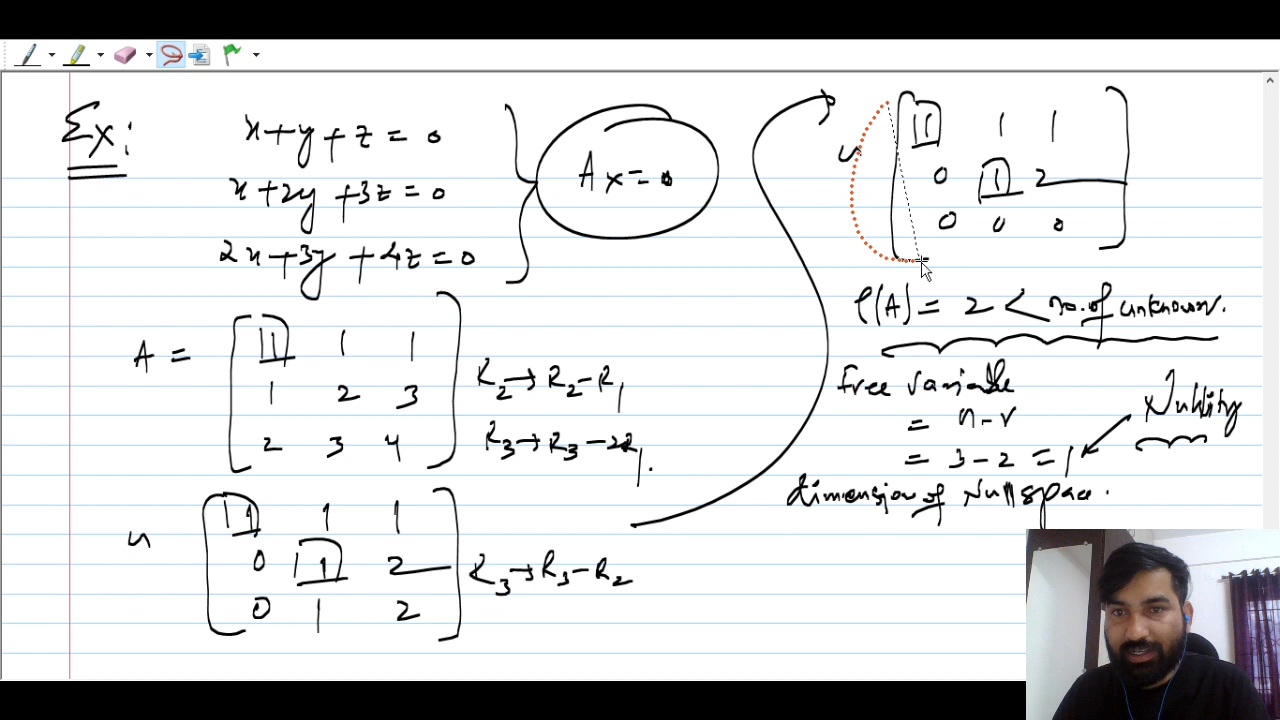 Ex:
x+y+z=0
x+2y+3z=0
2x+3y+4z=0
Ax=0
A =
1 1 1
1 2 3
2 3 4
R2→R2-R1
R3→R3-2R1.
~
1 1 1
0 1 2
0 1 2
R3→R3-R2
~
1 1 1
0 1 2
0 0 0
ρ(A) = 2 < no. of unknown.
free variable
= n-r
= 3-2 = 1
Nullity
dimension of Null space.